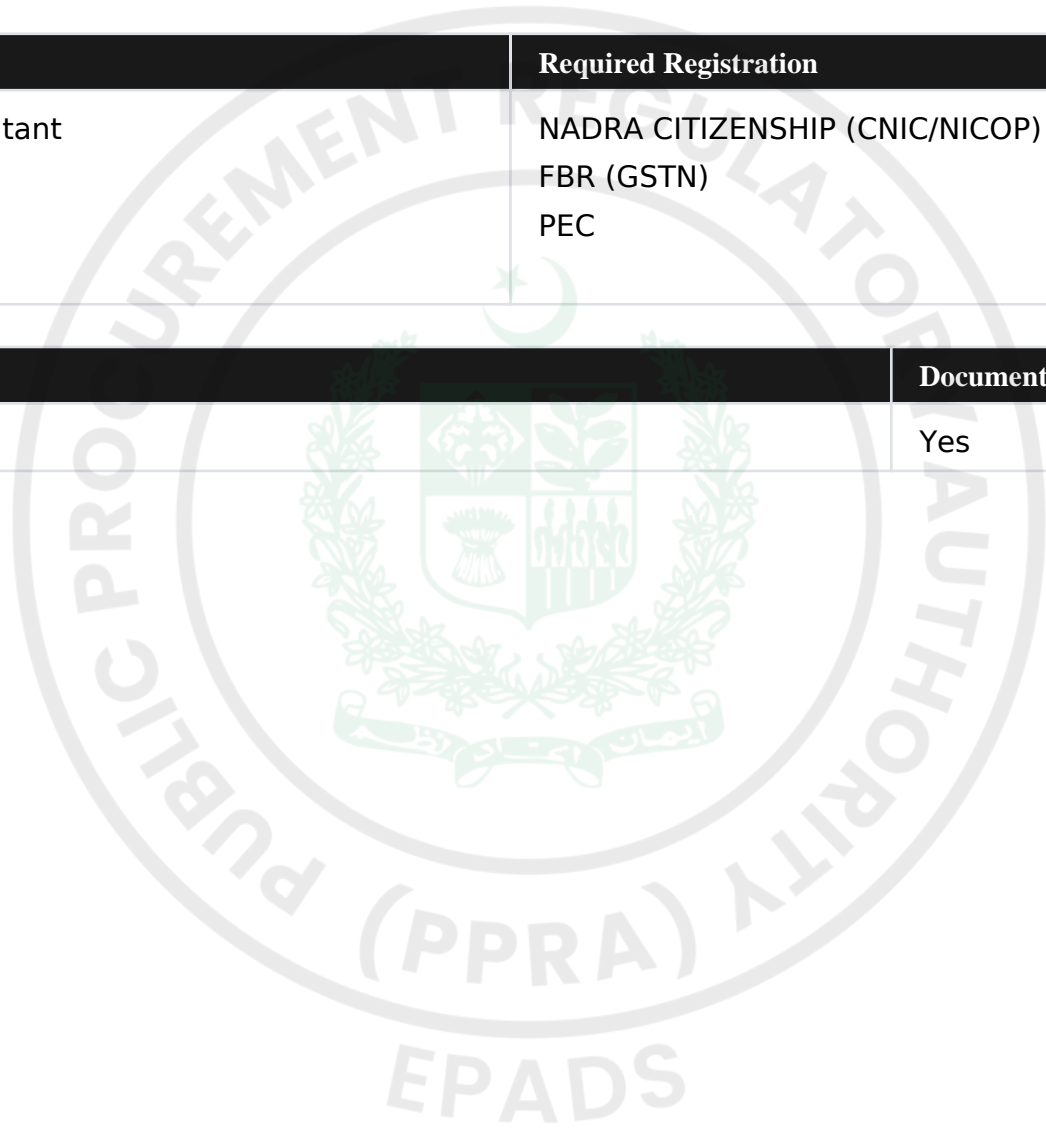 Required Registration
tant
NADRA CITIZENSHIP (CNIC/NICOP)
FBR (GSTN)
PEC
Document
Yes
PUBLIC PROCUREMENT REGULATORY AUTHORITY
(PPRA)
EPADS